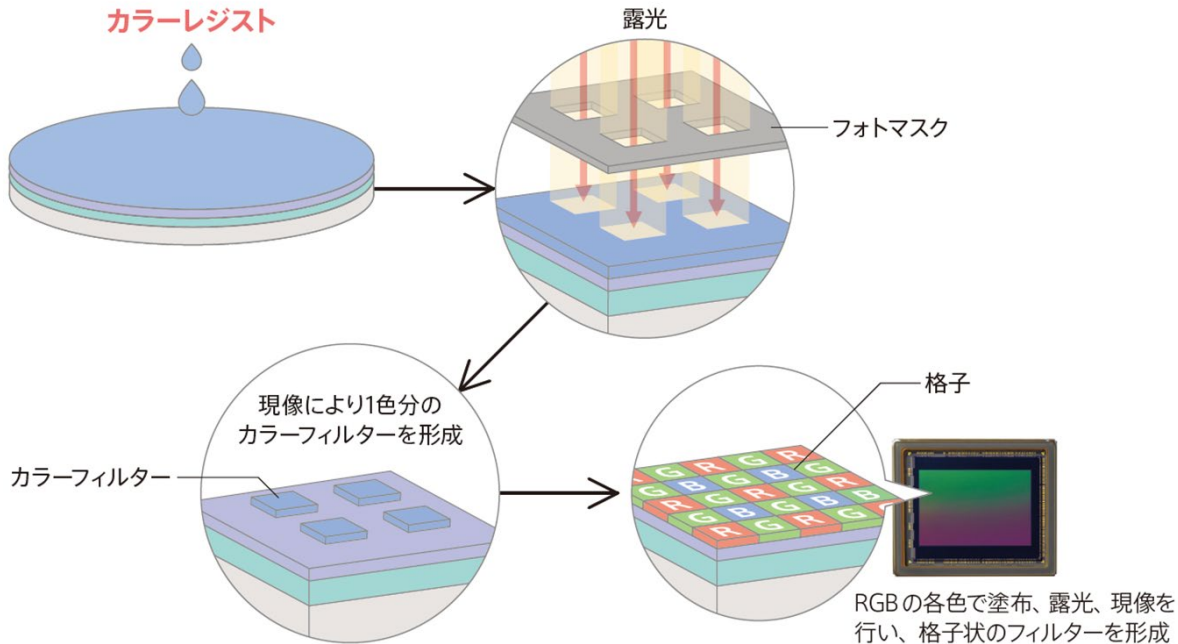 カラーレジスト
露光
フォトマスク
現像により1色分の
カラーフィルターを形成
カラーフィルター
格子
G R G B G
R G B G R G
B G R G B
R G B G R G B
G B G R G R
RGBの各色で塗布、露光、現像を
行い、格子状のフィルターを形成